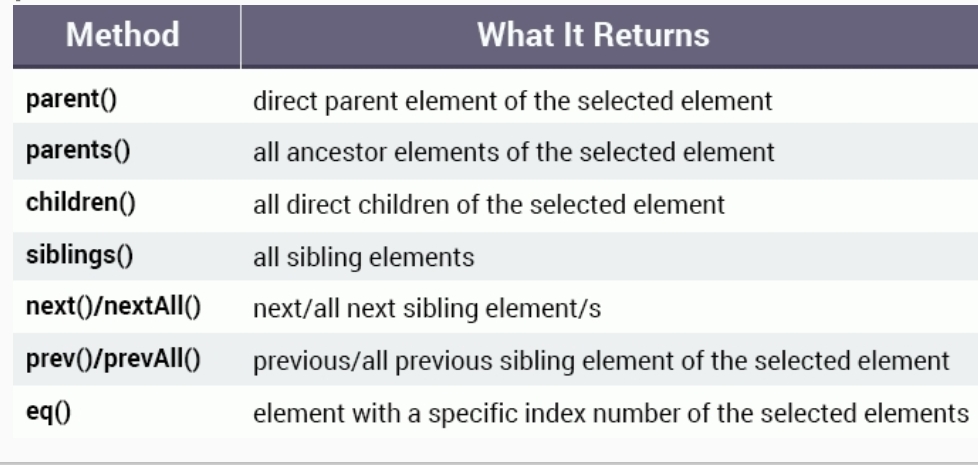 Method What It Returns
parent() direct parent element of the selected element
parents() all ancestor elements of the selected element
children() all direct children of the selected element
siblings() all sibling elements
next()/nextAll() next/all next sibling element/s
prev()/prevAll() previous/all previous sibling element of the selected element
eq() element with a specific index number of the selected elements